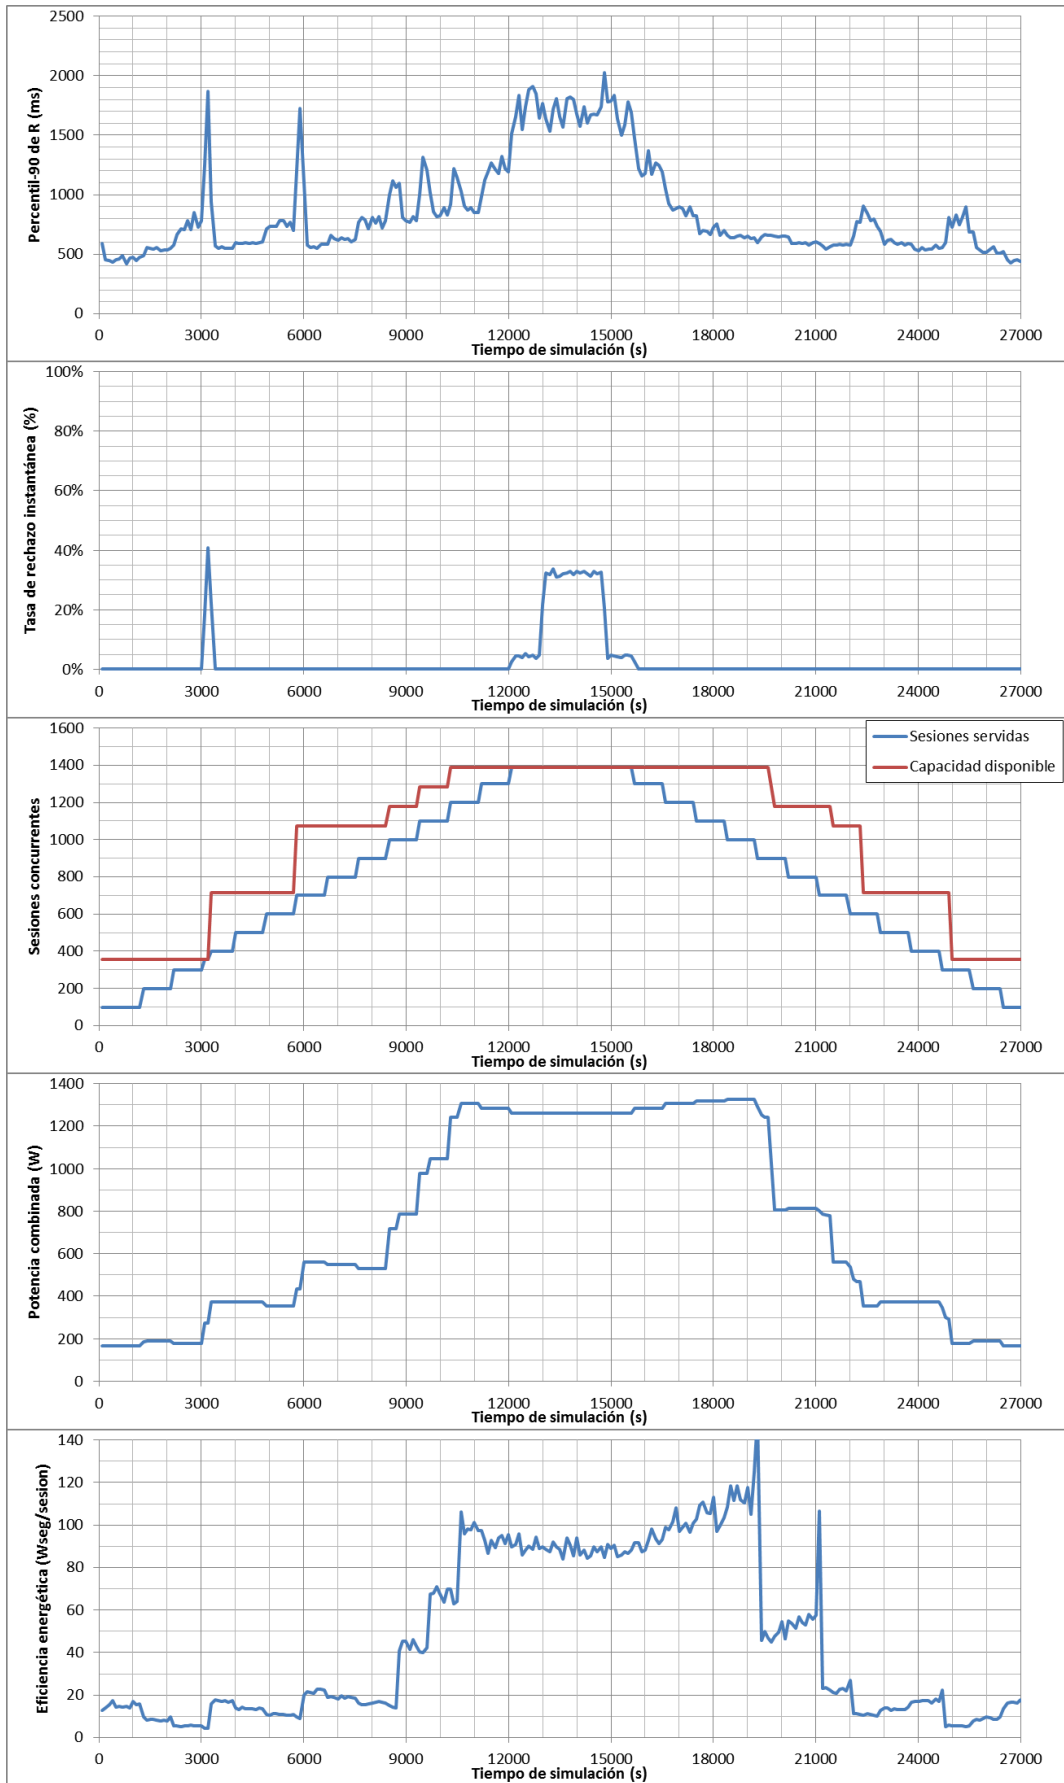 2500
2000
1500
1000
500
0
Percentil-90 de R (ms)
0 3000 6000 9000 12000 15000 18000 21000 24000 27000
Tiempo de simulación (s)
100%
80%
60%
40%
20%
0%
Tasa de rechazo instantánea (%)
0 3000 6000 9000 12000 15000 18000 21000 24000 27000
Tiempo de simulación (s)
1600
1400
1200
1000
800
600
400
200
0
Sesiones concurrentes
Sesiones servidas
Capacidad disponible
0 3000 6000 9000 12000 15000 18000 21000 24000 27000
Tiempo de simulación (s)
1400
1200
1000
800
600
400
200
0
Potencia combinada (W)
0 3000 6000 9000 12000 15000 18000 21000 24000 27000
Tiempo de simulación (s)
140
120
100
80
60
40
20
0
Eficiencia energética (Wseg/sesion)
0 3000 6000 9000 12000 15000 18000 21000 24000 27000
Tiempo de simulación (s)